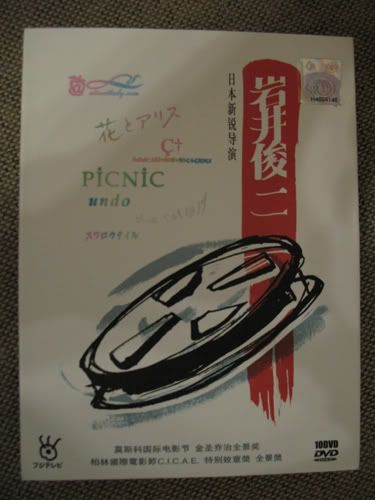 岩井俊二
日本新锐导演
花とアリス
PiCNiC
undo
スワロウテイル
莫斯科国际电影节 金圣乔治全景奖
柏林國際電影節C.I.C.A.E. 特别致意獎 全景獎
フジテレビ
10DVD
DVD